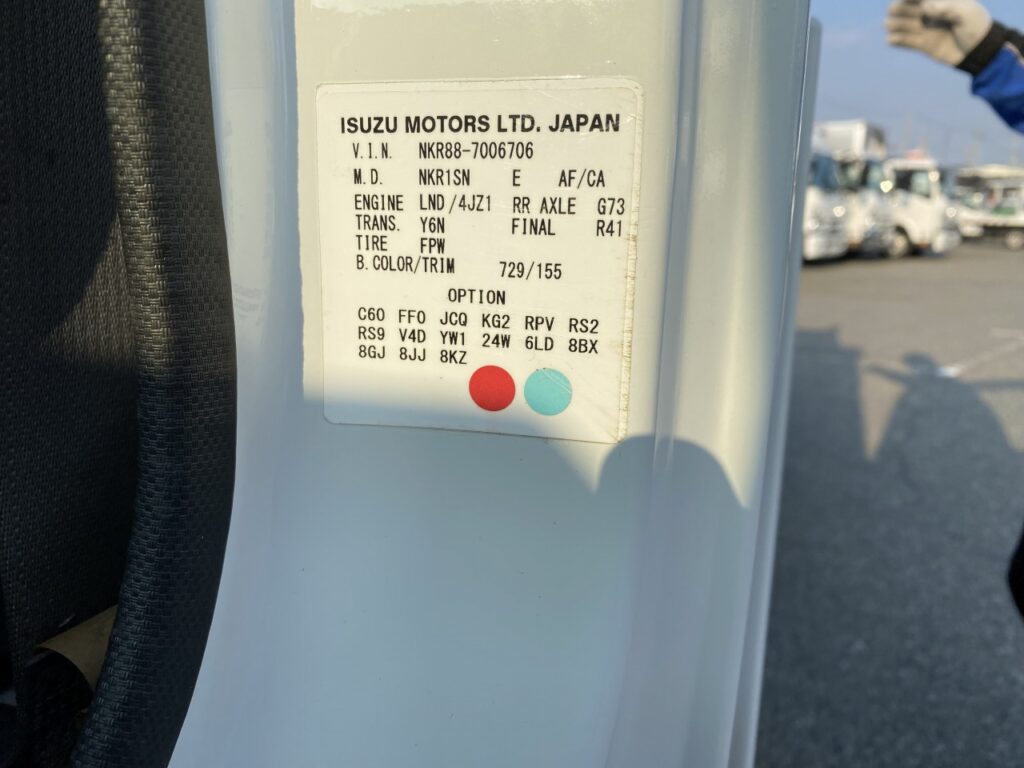 ISUZU MOTORS LTD. JAPAN
V.I.N. NKR88-7006706
M.D. NKR1SN E AF/CA
ENGINE LND/4JZ1 RR AXLE G73
TRANS. Y6N FINAL R41
TIRE FPW
B.COLOR/TRIM 729/155
OPTION
C60 FF0 JCQ KG2 RPV RS2
RS9 V4D YW1 24W 6LD 8BX
8GJ 8JJ 8KZ